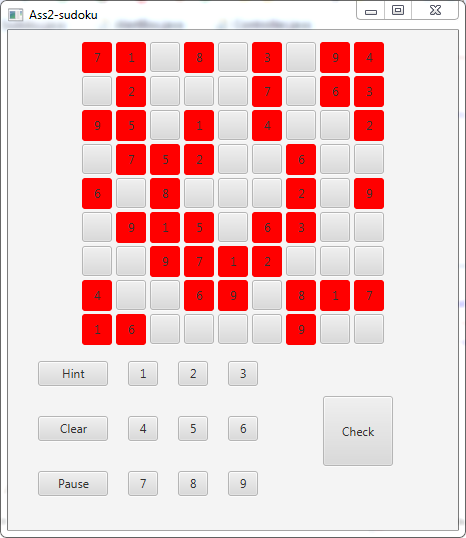 Ass2-sudoku
7 1 8 3 9 4
2 7 6 3
9 5 1 4 2
7 5 2 6
6 8 2 9
9 1 5 6 3
9 7 1 2
4 6 9 8 1 7
1 6 9
Hint 1 2 3
Clear 4 5 6
Check
Pause 7 8 9